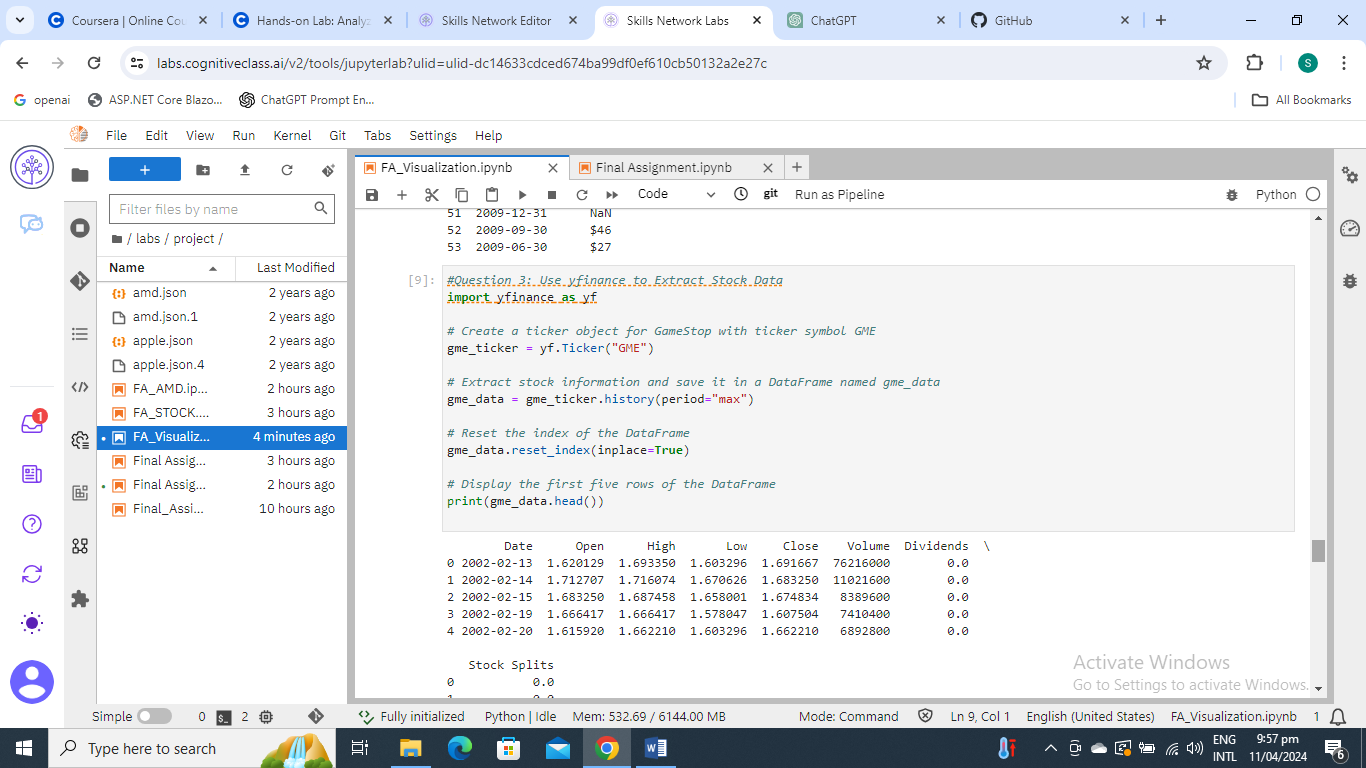 Coursera | Online Cou
Hands-on Lab: Analyz
Skills Network Editor
Skills Network Labs
ChatGPT
GitHub
labs.cognitiveclass.ai/v2/tools/jupyterlab?ulid=ulid-dc14633cdced674ba99df0ef610cb50132a2e27c
S
openai
ASP.NET Core Blazo...
ChatGPT Prompt En...
All Bookmarks
File Edit View Run Kernel Git Tabs Settings Help
FA_Visualization.ipynb
Final Assignment.ipynb
Code
git
Run as Pipeline
Python
Filter files by name
/ labs / project /
Name Last Modified
amd.json 2 years ago
amd.json.1 2 years ago
apple.json 2 years ago
apple.json.4 2 years ago
FA_AMD.ip... 2 hours ago
FA_STOCK.... 3 hours ago
FA_Visualiz... 4 minutes ago
Final Assig... 3 hours ago
Final Assig... 2 hours ago
Final_Assi... 10 hours ago
1
51 2009-12-31 NaN
52 2009-09-30 $46
53 2009-06-30 $27
[9]:
#Question 3: Use yfinance to Extract Stock Data
import yfinance as yf
# Create a ticker object for GameStop with ticker symbol GME
gme_ticker = yf.Ticker("GME")
# Extract stock information and save it in a DataFrame named gme_data
gme_data = gme_ticker.history(period="max")
# Reset the index of the DataFrame
gme_data.reset_index(inplace=True)
# Display the first five rows of the DataFrame
print(gme_data.head())
Date Open High Low Close Volume Dividends \
0 2002-02-13 1.620129 1.693350 1.603296 1.691667 76216000 0.0
1 2002-02-14 1.712707 1.716074 1.670626 1.683250 11021600 0.0
2 2002-02-15 1.683250 1.687458 1.658001 1.674834 8389600 0.0
3 2002-02-19 1.666417 1.666417 1.578047 1.607504 7410400 0.0
4 2002-02-20 1.615920 1.662210 1.603296 1.662210 6892800 0.0
Stock Splits
0 0.0
Activate Windows
Go to Settings to activate Windows.
Simple 0 2 Fully initialized Python | Idle Mem: 532.69 / 6144.00 MB Mode: Command Ln 9, Col 1 English (United States) FA_Visualization.ipynb 1
Type here to search
ENG
INTL
9:57 pm
11/04/2024
6